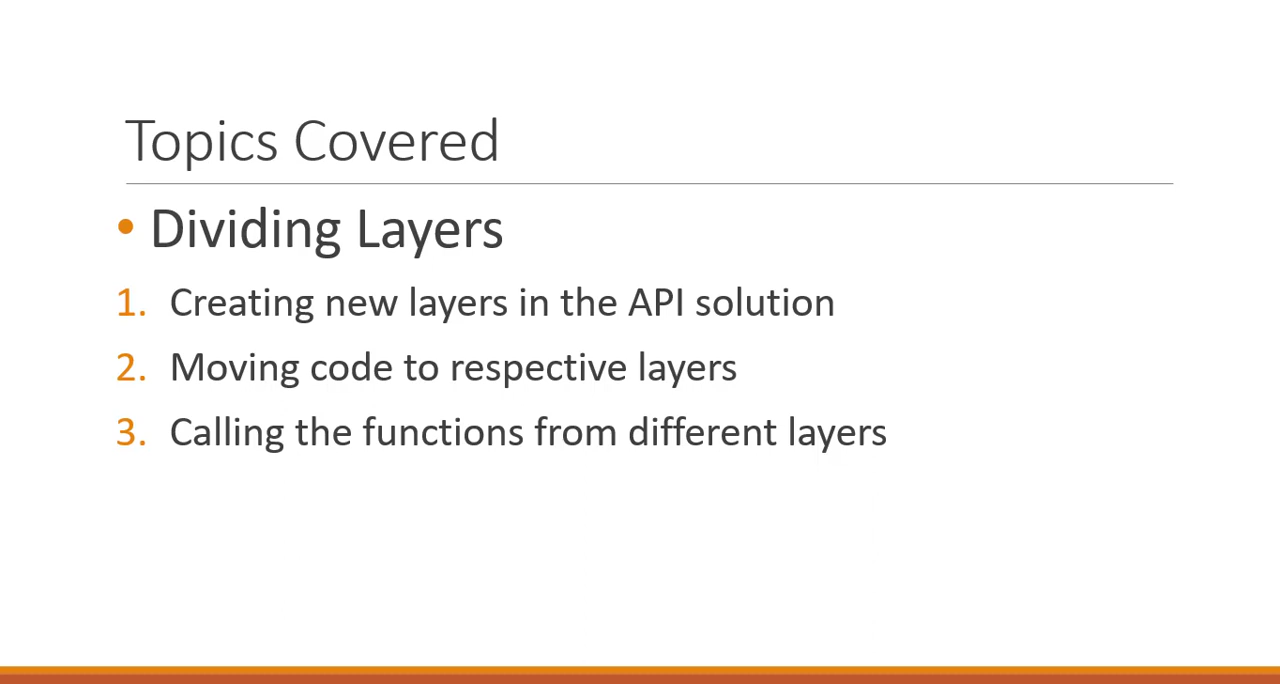 Topics Covered
• Dividing Layers
1. Creating new layers in the API solution
2. Moving code to respective layers
3. Calling the functions from different layers